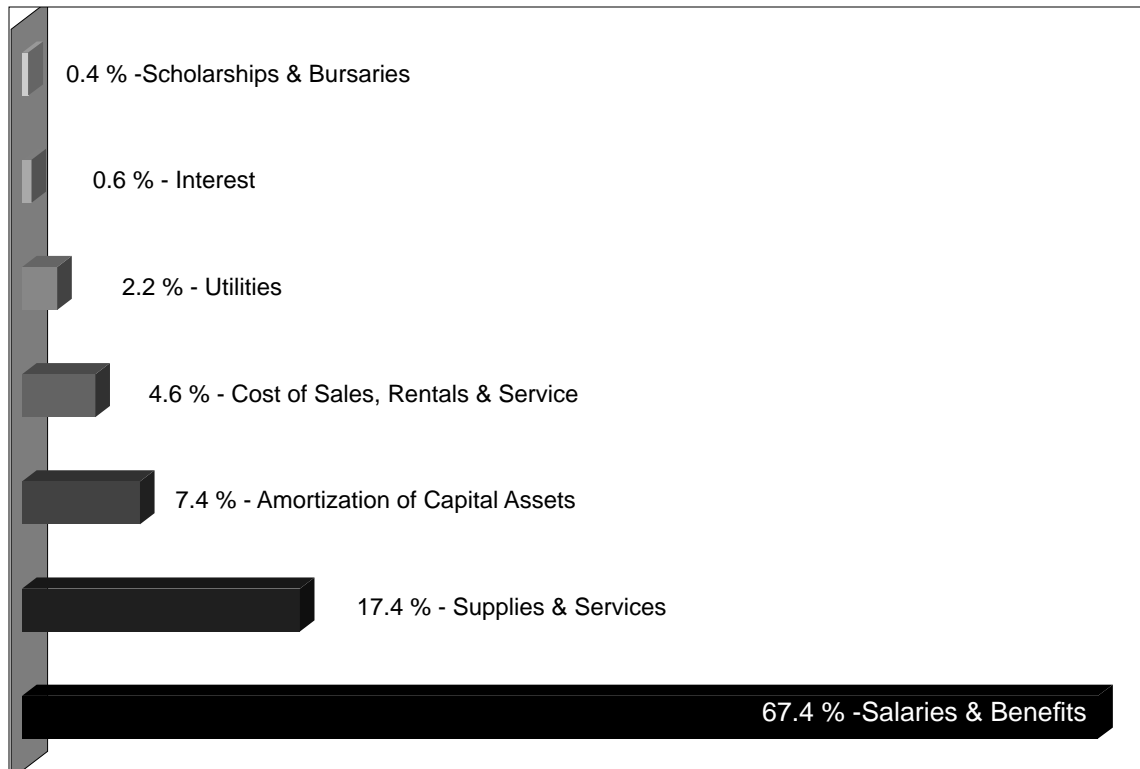 0.4 % -Scholarships & Bursaries
0.6 % - Interest
2.2 % - Utilities
4.6 % - Cost of Sales, Rentals & Service
7.4 % - Amortization of Capital Assets
17.4 % - Supplies & Services
67.4 % -Salaries & Benefits